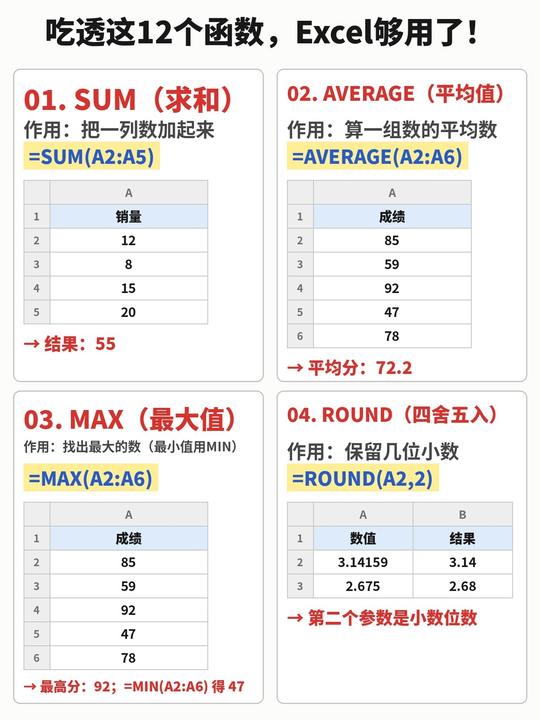 吃透这12个函数，Excel够用了！
01. SUM（求和）
作用：把一列数加起来
=SUM(A2:A5)
A
1 销量
2 12
3 8
4 15
5 20
→ 结果：55
02. AVERAGE（平均值）
作用：算一组数的平均数
=AVERAGE(A2:A6)
A
1 成绩
2 85
3 59
4 92
5 47
6 78
→ 平均分：72.2
03. MAX（最大值）
作用：找出最大的数（最小值用MIN）
=MAX(A2:A6)
A
1 成绩
2 85
3 59
4 92
5 47
6 78
→ 最高分：92；=MIN(A2:A6) 得 47
04. ROUND（四舍五入）
作用：保留几位小数
=ROUND(A2,2)
A B
1 数值 结果
2 3.14159 3.14
3 2.675 2.68
→ 第二个参数是小数位数